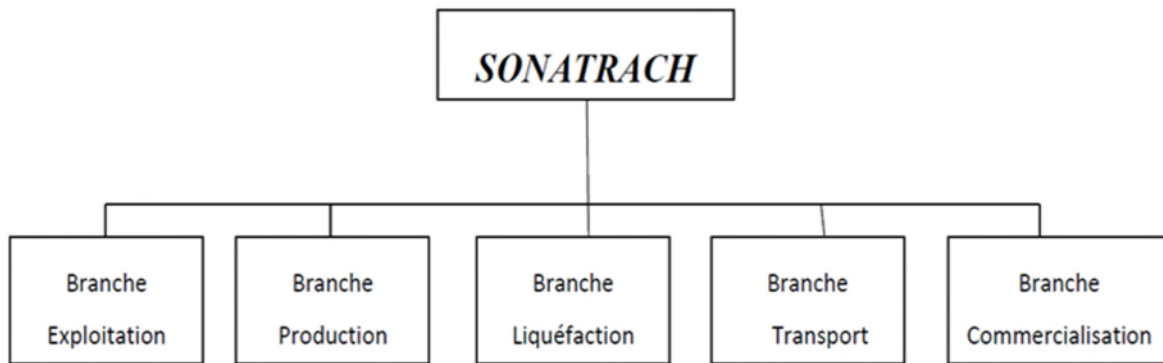 SONATRACH
Branche
Exploitation
Branche
Production
Branche
Liquéfaction
Branche
Transport
Branche
Commercialisation